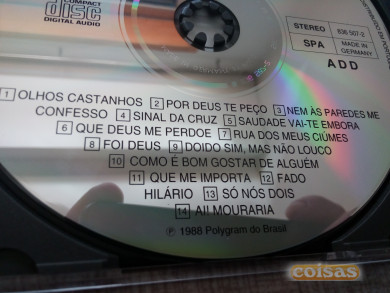 COMPACT
disc
DIGITAL AUDIO
STEREO 836 507-2
SPA MADE IN GERMANY
ADD
1 OLHOS CASTANHOS 2 POR DEUS TE PEÇO 3 NEM ÀS PAREDES ME
CONFESSO 4 SINAL DA CRUZ 5 SAUDADE VAI-TE EMBORA
6 QUE DEUS ME PERDOE 7 RUA DOS MEUS CIÚMES
8 FOI DEUS 9 DOIDO SIM, MAS NÃO LOUCO
10 COMO É BOM GOSTAR DE ALGUÉM
11 QUE ME IMPORTA 12 FADO
HILÁRIO 13 SÓ NÓS DOIS
14 AI! MOURARIA
℗ 1988 Polygram do Brasil
coisas